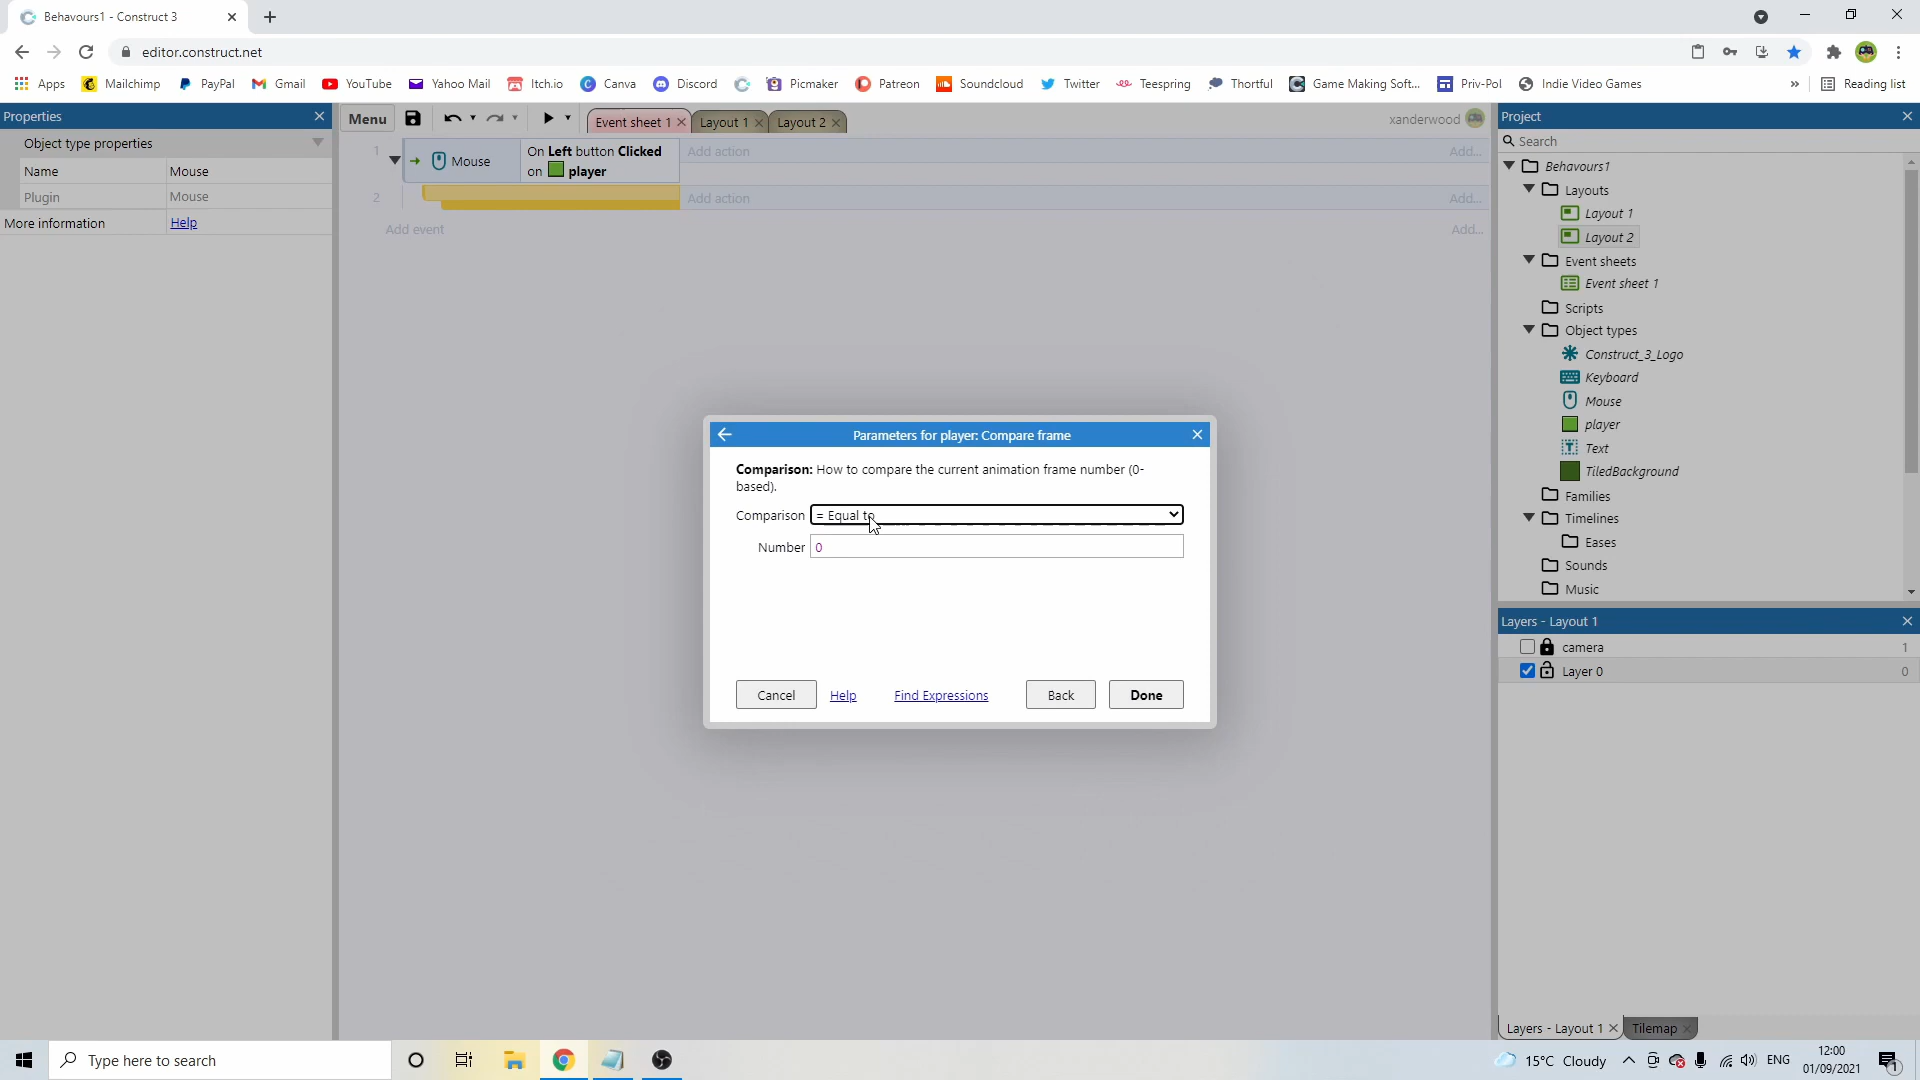 Behavours1 - Construct 3
editor.construct.net
Apps Mailchimp PayPal Gmail YouTube Yahoo Mail Itch.io Canva Discord Picmaker Patreon Soundcloud Twitter Teespring Thortful Game Making Soft... Priv-Pol Indie Video Games » Reading list
Properties
Object type properties
Name Mouse
Plugin Mouse
More information Help
Menu
Event sheet 1
Layout 1
Layout 2
xanderwood
1
Mouse
On Left button Clicked
on player
Add action
Add...
2
Add action
Add...
Add event
Add...
Parameters for player: Compare frame
Comparison: How to compare the current animation frame number (0-
based).
Comparison = Equal to
Number 0
Cancel Help Find Expressions Back Done
Project
Search
Behavours1
Layouts
Layout 1
Layout 2
Event sheets
Event sheet 1
Scripts
Object types
Construct_3_Logo
Keyboard
Mouse
player
Text
TiledBackground
Families
Timelines
Eases
Sounds
Music
Layers - Layout 1
camera 1
Layer 0 0
Layers - Layout 1 Tilemap
Type here to search
15°C Cloudy
ENG
12:00
01/09/2021
1